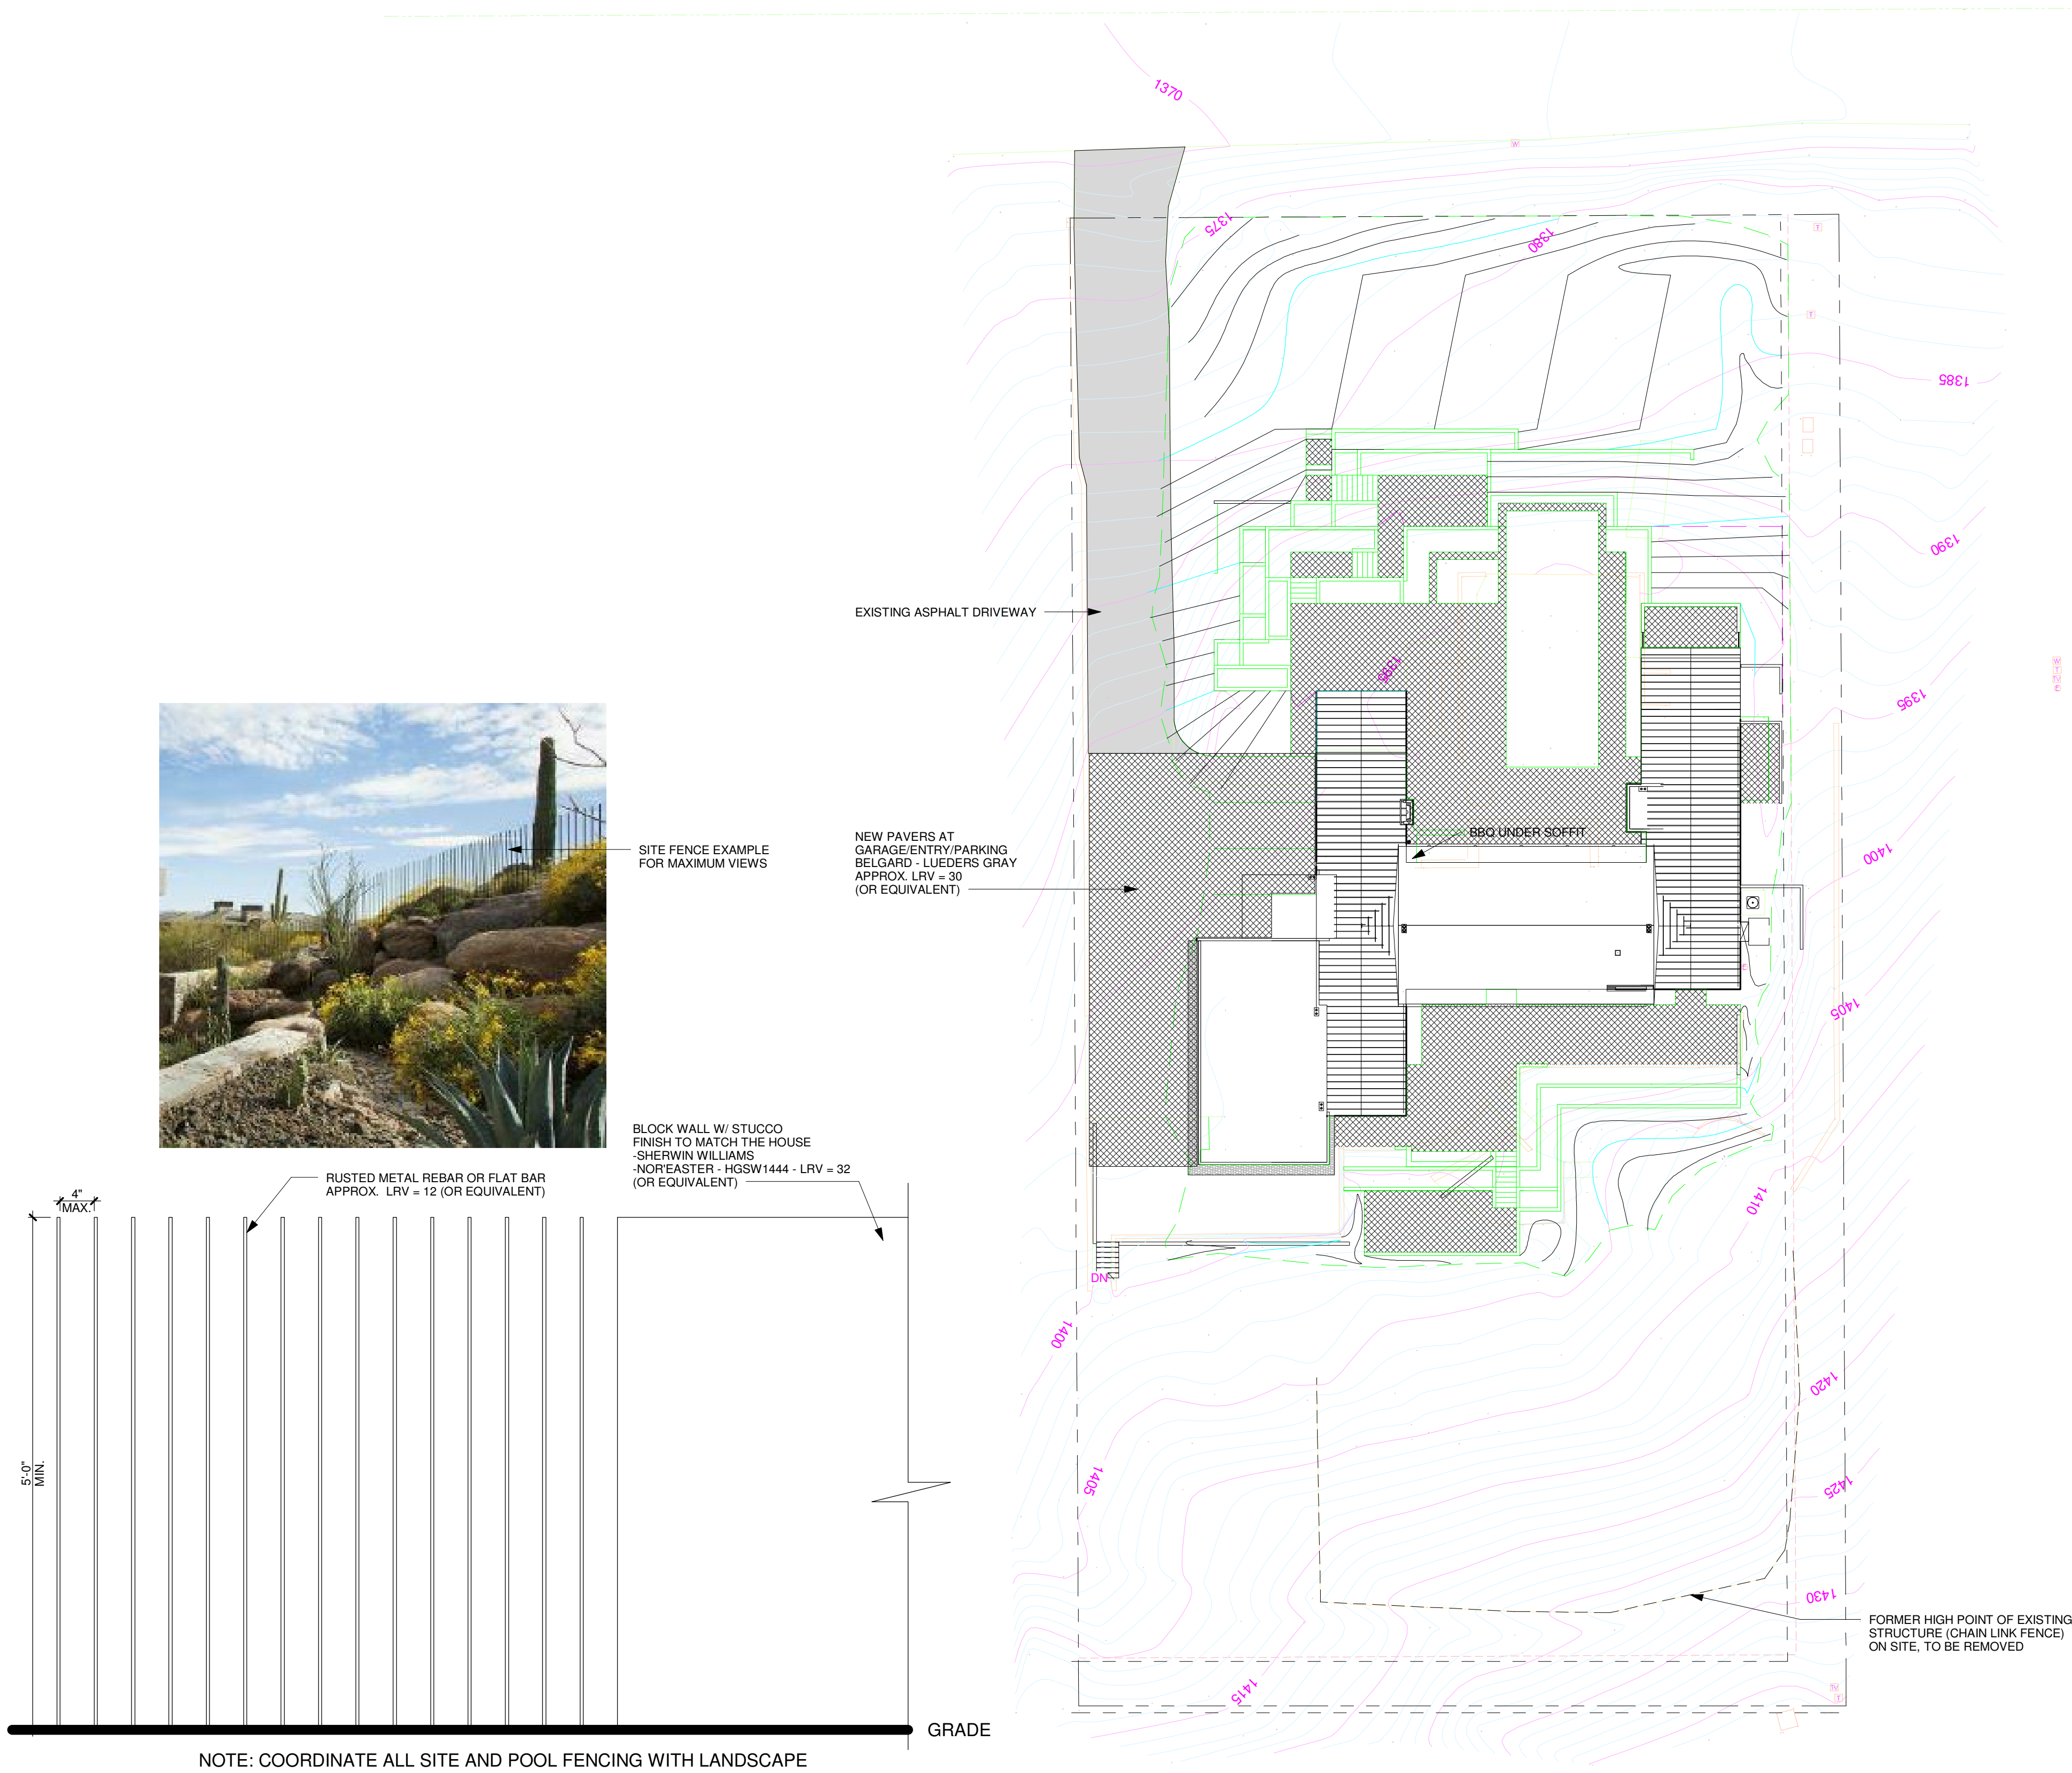 1370
W
1375
1380
T
T
1385
1390
EXISTING ASPHALT DRIVEWAY
1395
W
T
TV
E
1395
NEW PAVERS AT
GARAGE/ENTRY/PARKING
BELGARD - LUEDERS GRAY
APPROX. LRV = 30
(OR EQUIVALENT)
BBQ UNDER SOFFIT
SITE FENCE EXAMPLE
FOR MAXIMUM VIEWS
1400
E
1405
BLOCK WALL W/ STUCCO
FINISH TO MATCH THE HOUSE
-SHERWIN WILLIAMS
-NOR'EASTER - HGSW1444 - LRV = 32
(OR EQUIVALENT)
RUSTED METAL REBAR OR FLAT BAR
APPROX. LRV = 12 (OR EQUIVALENT)
4"
MAX.
1410
DN
1400
1420
5'-0"
MIN.
1405
1425
1430
FORMER HIGH POINT OF EXISTING
STRUCTURE (CHAIN LINK FENCE)
ON SITE, TO BE REMOVED
1415
TV
T
GRADE
NOTE: COORDINATE ALL SITE AND POOL FENCING WITH LANDSCAPE